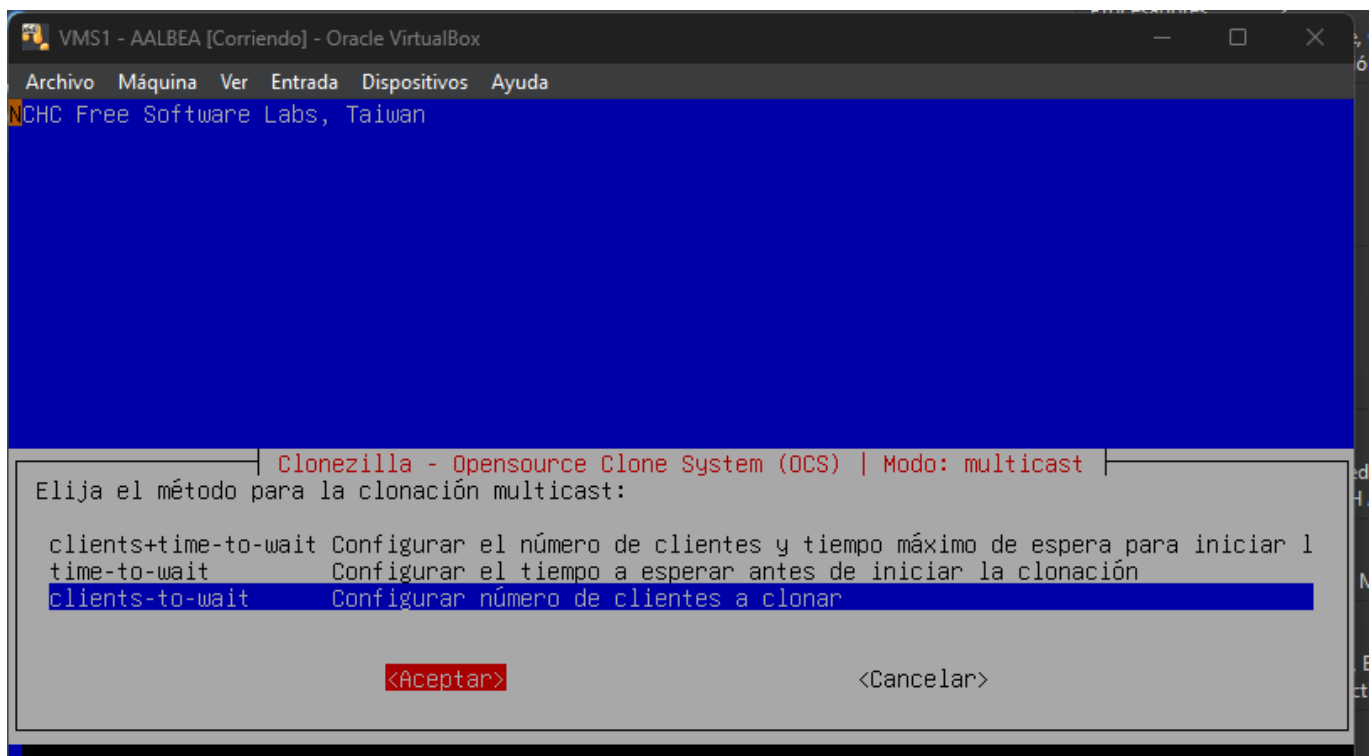 VMS1 - AALBEA [Corriendo] - Oracle VirtualBox
Archivo Máquina Ver Entrada Dispositivos Ayuda
NCHC Free Software Labs, Taiwan
Clonezilla - Opensource Clone System (OCS) | Modo: multicast
Elija el método para la clonación multicast:
clients+time-to-wait Configurar el número de clientes y tiempo máximo de espera para iniciar l
time-to-wait Configurar el tiempo a esperar antes de iniciar la clonación
clients-to-wait Configurar número de clientes a clonar
<Aceptar> <Cancelar>